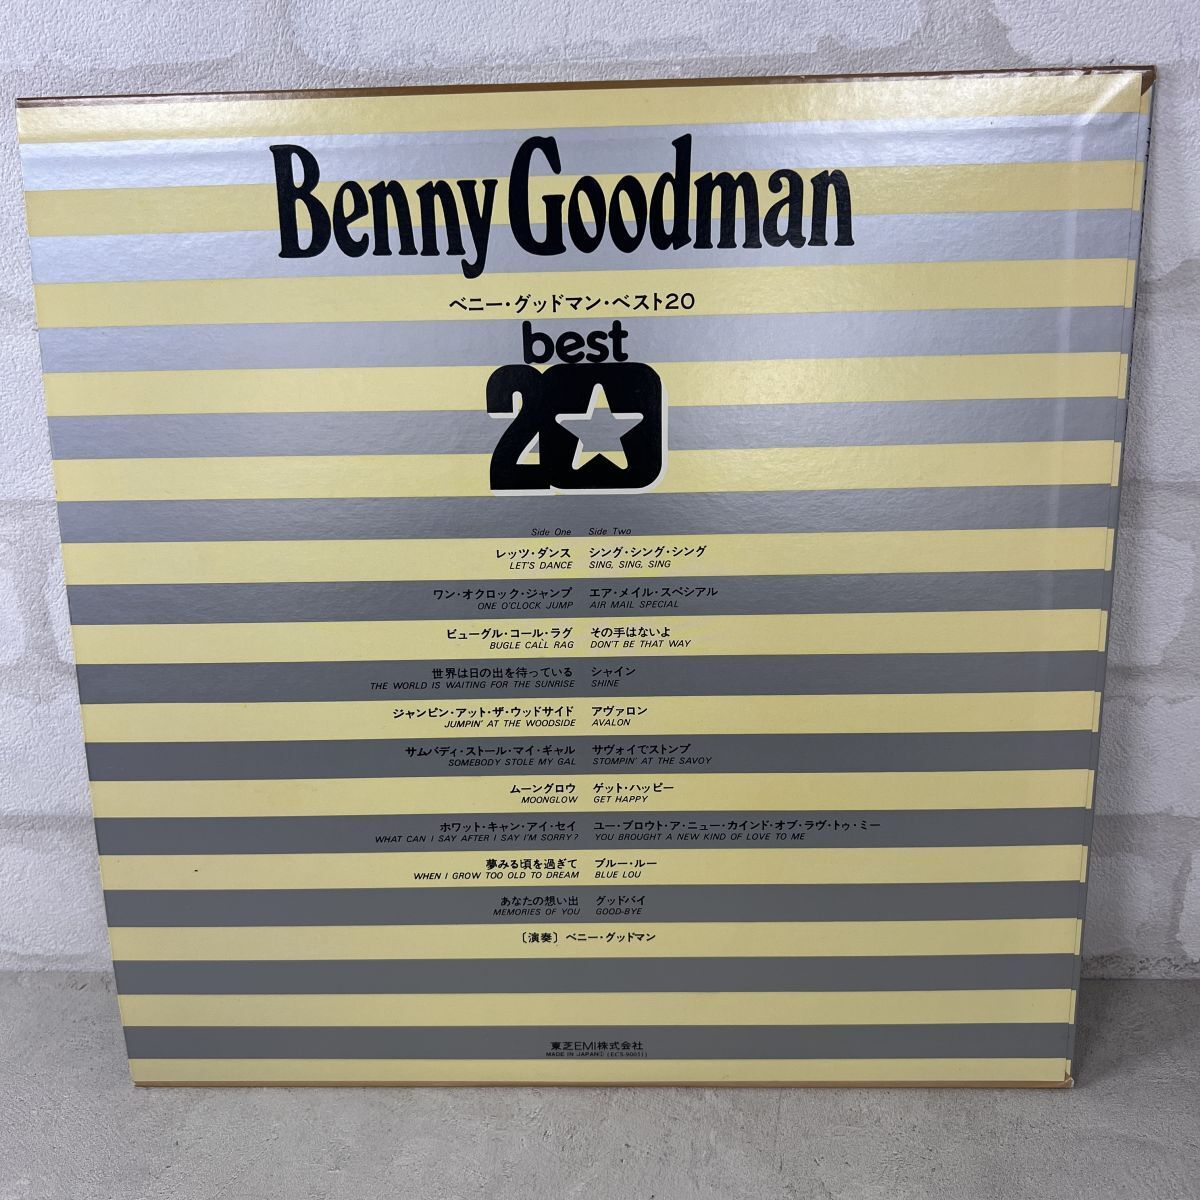 Benny Goodman
ベニー・グッドマン・ベスト20
best
20
Side One
レッツ・ダンス
LET'S DANCE
ワン・オクロック・ジャンプ
ONE O'CLOCK JUMP
ビューグル・コール・ラグ
BUGLE CALL RAG
世界は日の出を待っている
THE WORLD IS WAITING FOR THE SUNRISE
ジャンピン・アット・ザ・ウッドサイド
JUMPIN' AT THE WOODSIDE
サムバディ・ストール・マイ・ギャル
SOMEBODY STOLE MY GAL
ムーングロウ
MOONGLOW
ホワット・キャン・アイ・セイ
WHAT CAN I SAY AFTER I SAY I'M SORRY?
夢みる頃を過ぎて
WHEN I GROW TOO OLD TO DREAM
あなたの想い出
MEMORIES OF YOU
Side Two
シング・シング・シング
SING, SING, SING
エア・メイル・スペシアル
AIR MAIL SPECIAL
その手はないよ
DON'T BE THAT WAY
シャイン
SHINE
アヴァロン
AVALON
サヴォイでストンプ
STOMPIN' AT THE SAVOY
ゲット・ハッピー
GET HAPPY
ユー・ブロウト・ア・ニュー・カインド・オブ・ラヴ・トゥ・ミー
YOU BROUGHT A NEW KIND OF LOVE TO ME
ブルー・ルー
BLUE LOU
グッドバイ
GOOD-BYE
〔演奏〕ベニー・グッドマン
東芝EMI株式会社
MADE IN JAPAN